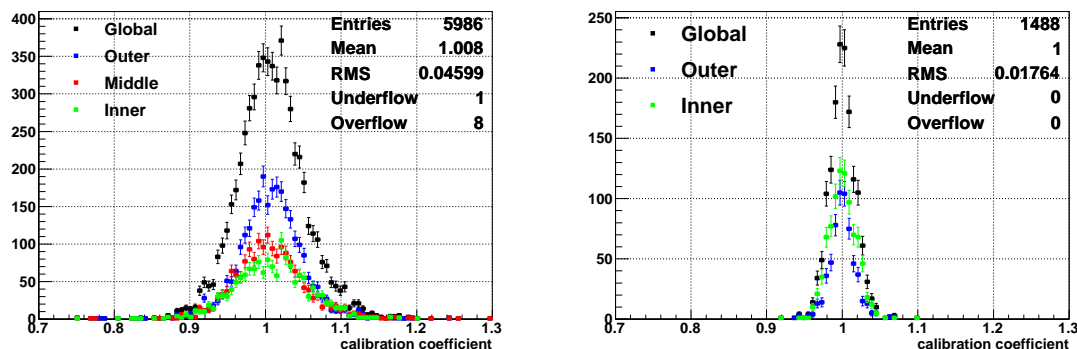 Global
Outer
Middle
Inner
Entries 5986
Mean 1.008
RMS 0.04599
Underflow 1
Overflow 8
400
350
300
250
200
150
100
50
0
0.7 0.8 0.9 1 1.1 1.2 1.3
calibration coefficient
Global
Outer
Inner
Entries 1488
Mean 1
RMS 0.01764
Underflow 0
Overflow 0
250
200
150
100
50
0
0.7 0.8 0.9 1 1.1 1.2 1.3
calibration coefficient